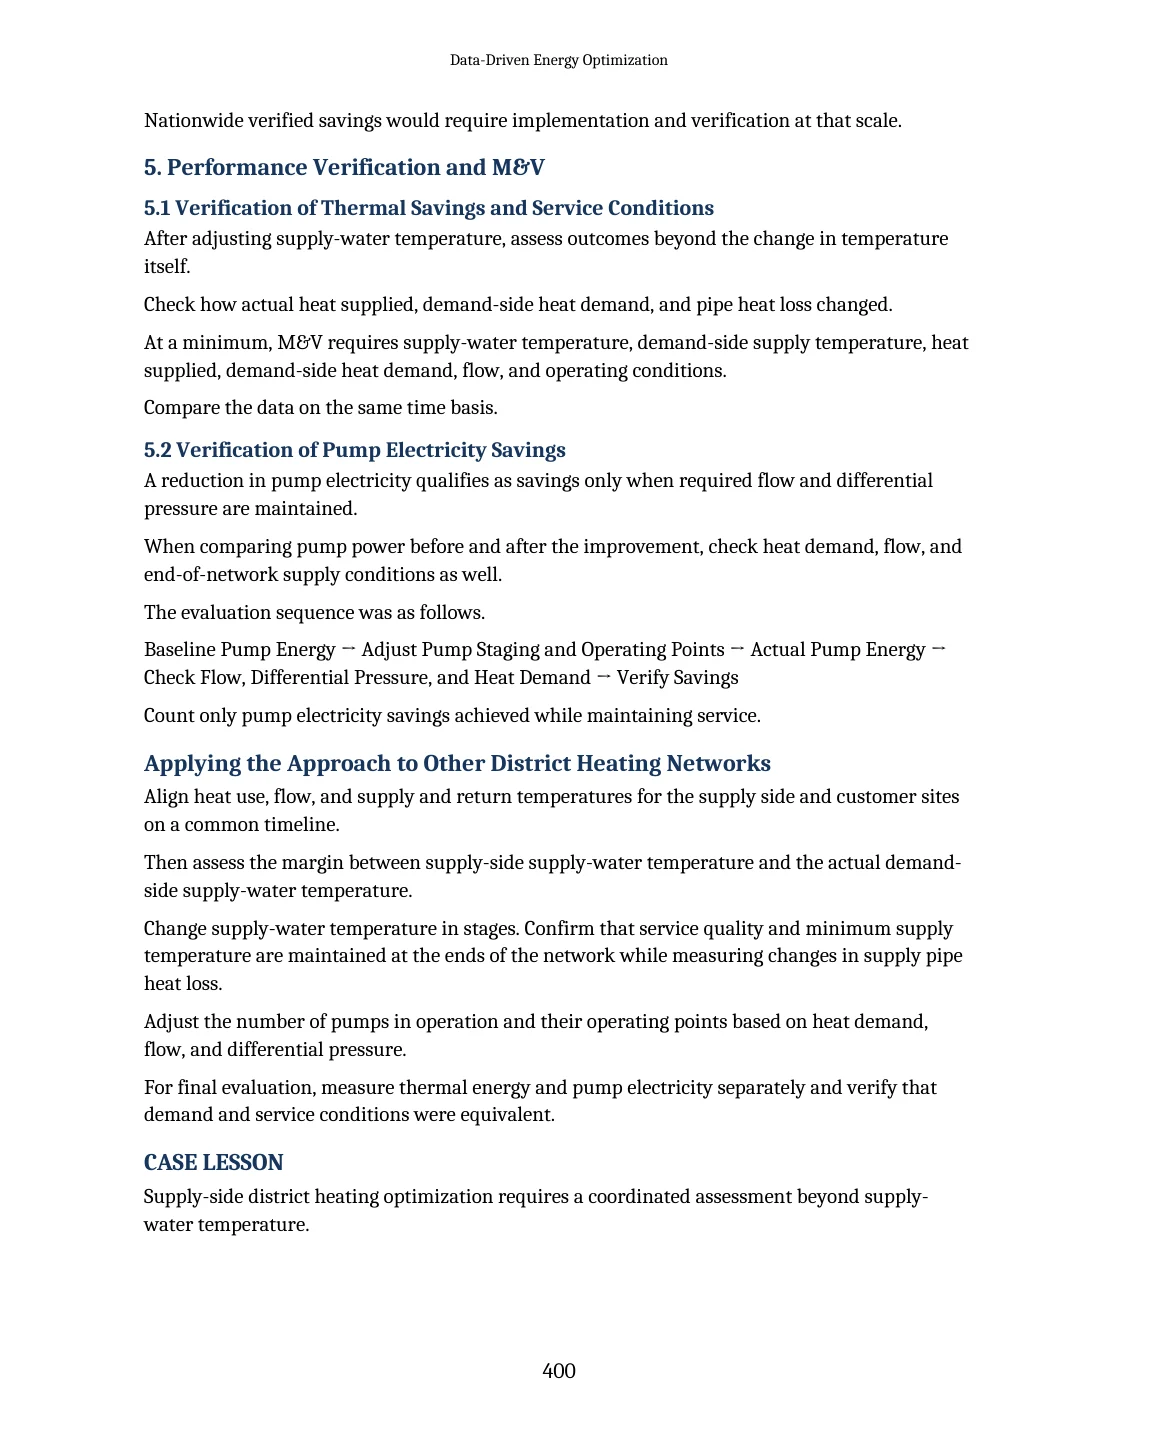 Data-Driven Energy Optimization
Nationwide verified savings would require implementation and verification at that scale.
5. Performance Verification and M&V
5.1 Verification of Thermal Savings and Service Conditions
After adjusting supply-water temperature, assess outcomes beyond the change in temperature
itself.
Check how actual heat supplied, demand-side heat demand, and pipe heat loss changed.
At a minimum, M&V requires supply-water temperature, demand-side supply temperature, heat
supplied, demand-side heat demand, flow, and operating conditions.
Compare the data on the same time basis.
5.2 Verification of Pump Electricity Savings
A reduction in pump electricity qualifies as savings only when required flow and differential
pressure are maintained.
When comparing pump power before and after the improvement, check heat demand, flow, and
end-of-network supply conditions as well.
The evaluation sequence was as follows.
Baseline Pump Energy → Adjust Pump Staging and Operating Points → Actual Pump Energy →
Check Flow, Differential Pressure, and Heat Demand → Verify Savings
Count only pump electricity savings achieved while maintaining service.
Applying the Approach to Other District Heating Networks
Align heat use, flow, and supply and return temperatures for the supply side and customer sites
on a common timeline.
Then assess the margin between supply-side supply-water temperature and the actual demand-
side supply-water temperature.
Change supply-water temperature in stages. Confirm that service quality and minimum supply
temperature are maintained at the ends of the network while measuring changes in supply pipe
heat loss.
Adjust the number of pumps in operation and their operating points based on heat demand,
flow, and differential pressure.
For final evaluation, measure thermal energy and pump electricity separately and verify that
demand and service conditions were equivalent.
CASE LESSON
Supply-side district heating optimization requires a coordinated assessment beyond supply-
water temperature.
400